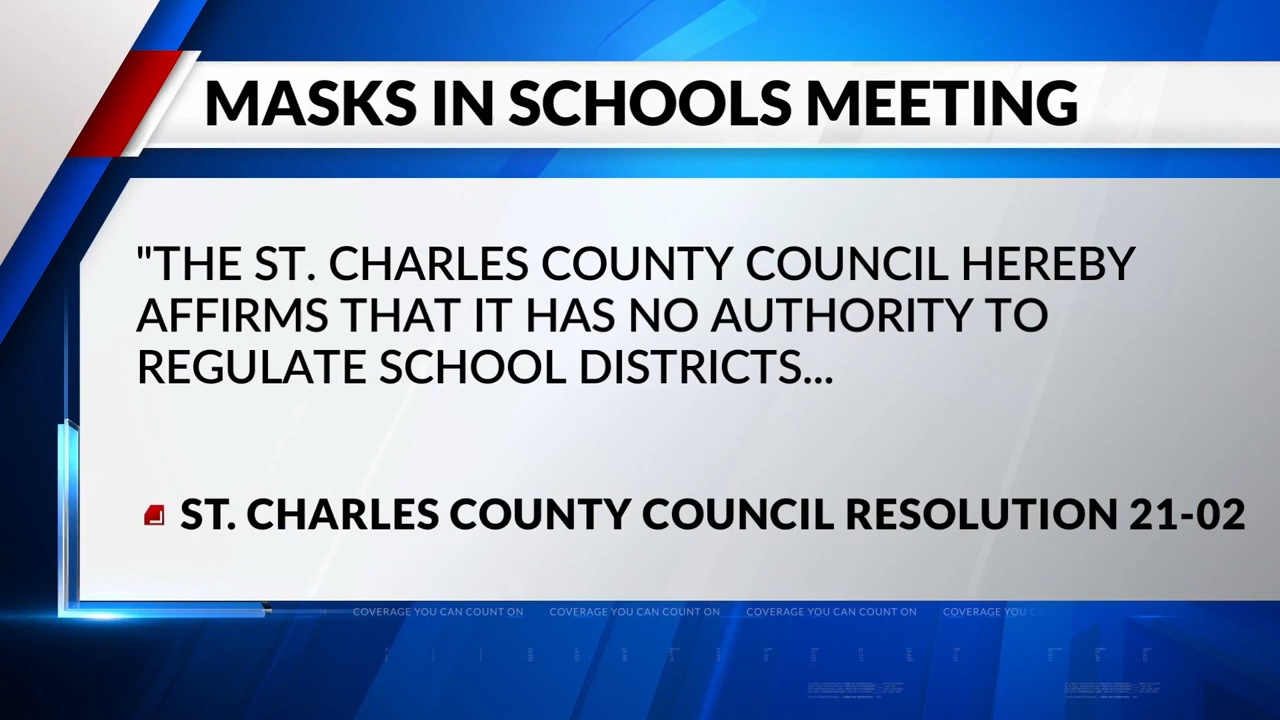 MASKS IN SCHOOLS MEETING
"THE ST. CHARLES COUNTY COUNCIL HEREBY
AFFIRMS THAT IT HAS NO AUTHORITY TO
REGULATE SCHOOL DISTRICTS...
ST. CHARLES COUNTY COUNCIL RESOLUTION 21-02
COVERAGE YOU CAN COUNT ON COVERAGE YOU CAN COUNT ON COVERAGE YOU CAN COUNT ON COVERAGE YOU